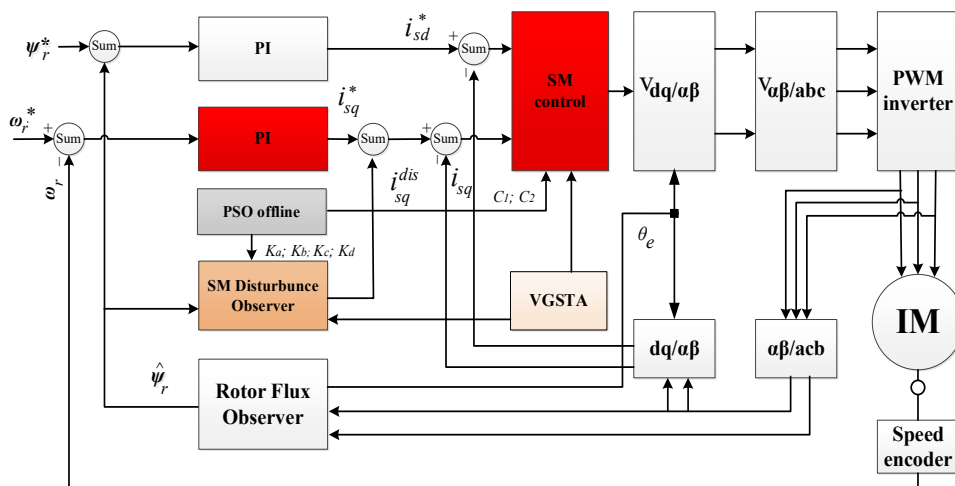 ψr*
Sum
PI
isd*
+
Sum
−
SM
control
Vdq/αβ
Vαβ/abc
PWM
inverter
ωr*
+
Sum
−
PI
isq*
Sum
+
Sum
−
isq
isq^dis
ωr
PSO offline
C1; C2
θe
Ka; Kb; Kc; Kd
SM Disturbunce
Observer
VGSTA
dq/αβ
αβ/acb
IM
ψ̂r
Rotor Flux
Observer
Speed
encoder